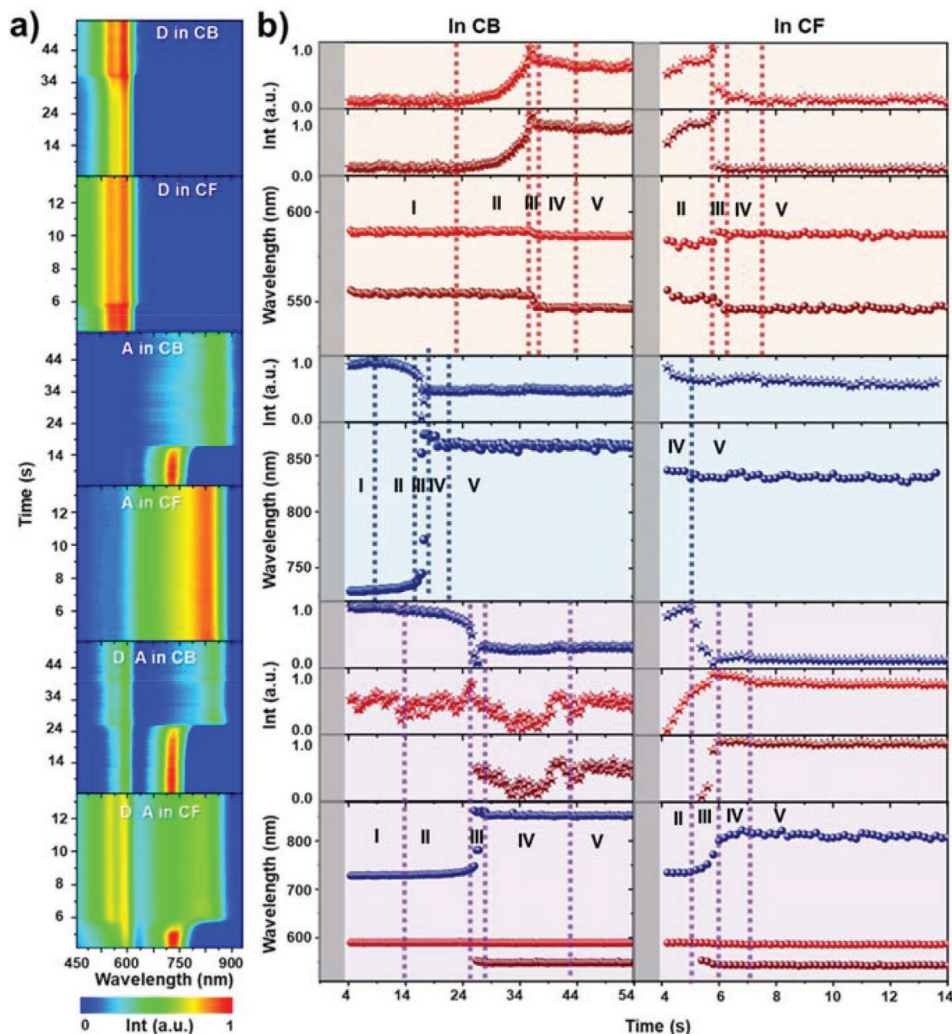 a)
D in CB
44
34
24
14
D in CF
12
10
8
6
A in CB
44
34
24
14
Time (s)
A in CF
12
10
8
6
D: A in CB
44
34
24
14
D: A in CF
12
10
8
6
450 600 750 900
Wavelength (nm)
0 Int (a.u.) 1
b)
In CB In CF
Int (a.u.)
1.0
0.0
1.0
0.0
Wavelength (nm)
600
550
I II III IV V
II III IV V
Int (a.u.)
1.0
0.0
Wavelength (nm)
850
800
750
I II III IV V
IV V
Int (a.u.)
1.0
0.0
1.0
0.0
1.0
0.0
Wavelength (nm)
800
700
600
I II III IV V
II III IV V
4 14 24 34 44 54
4 6 8 10 12 14
Time (s)